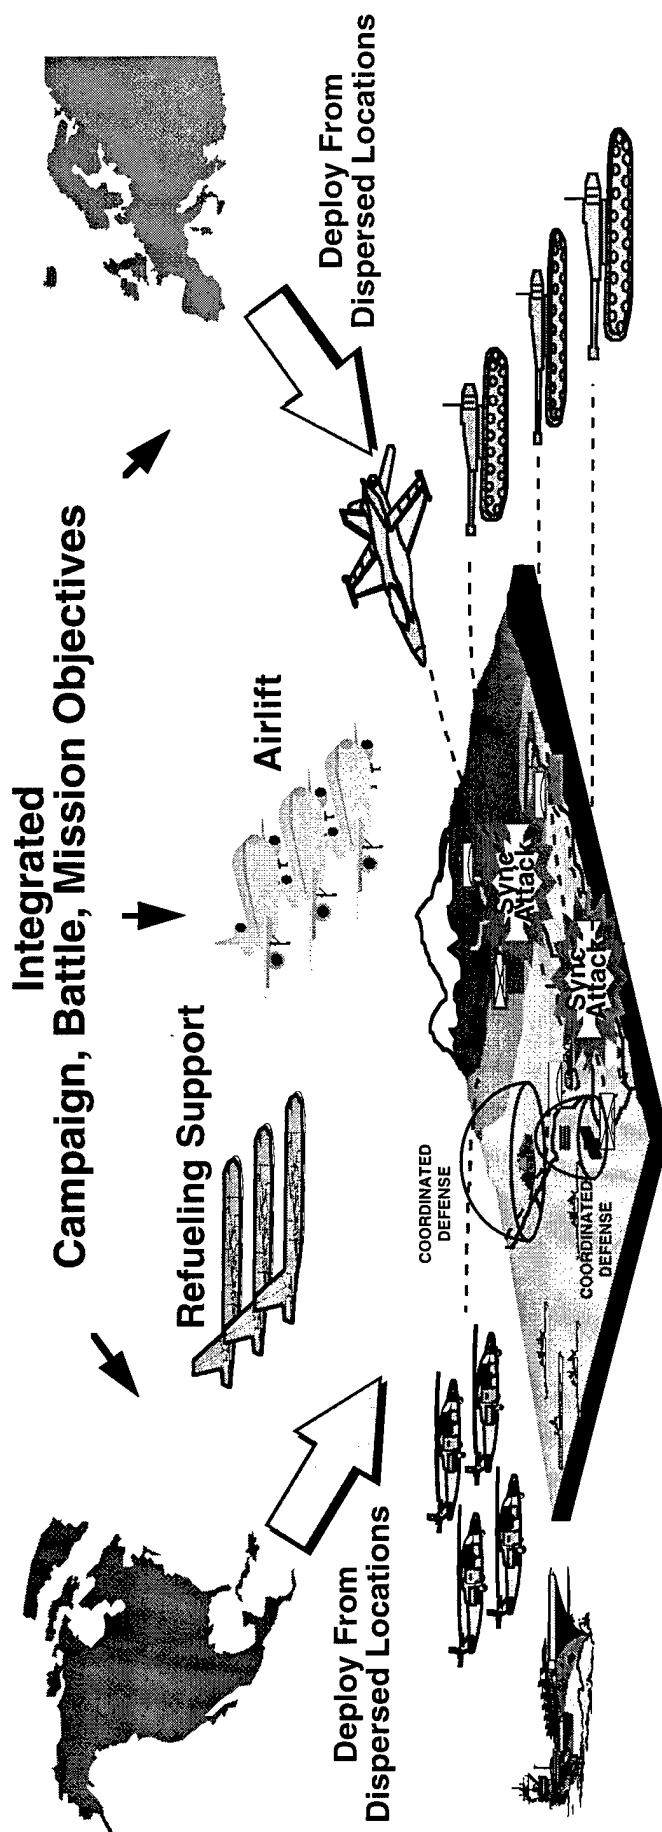 Integrated
Campaign, Battle, Mission Objectives
Refueling Support
Airlift
Deploy From
Dispersed Locations
Deploy From
Dispersed Locations
COORDINATED
DEFENSE
COORDINATED
DEFENSE
Sync
Attack
Sync
Attack